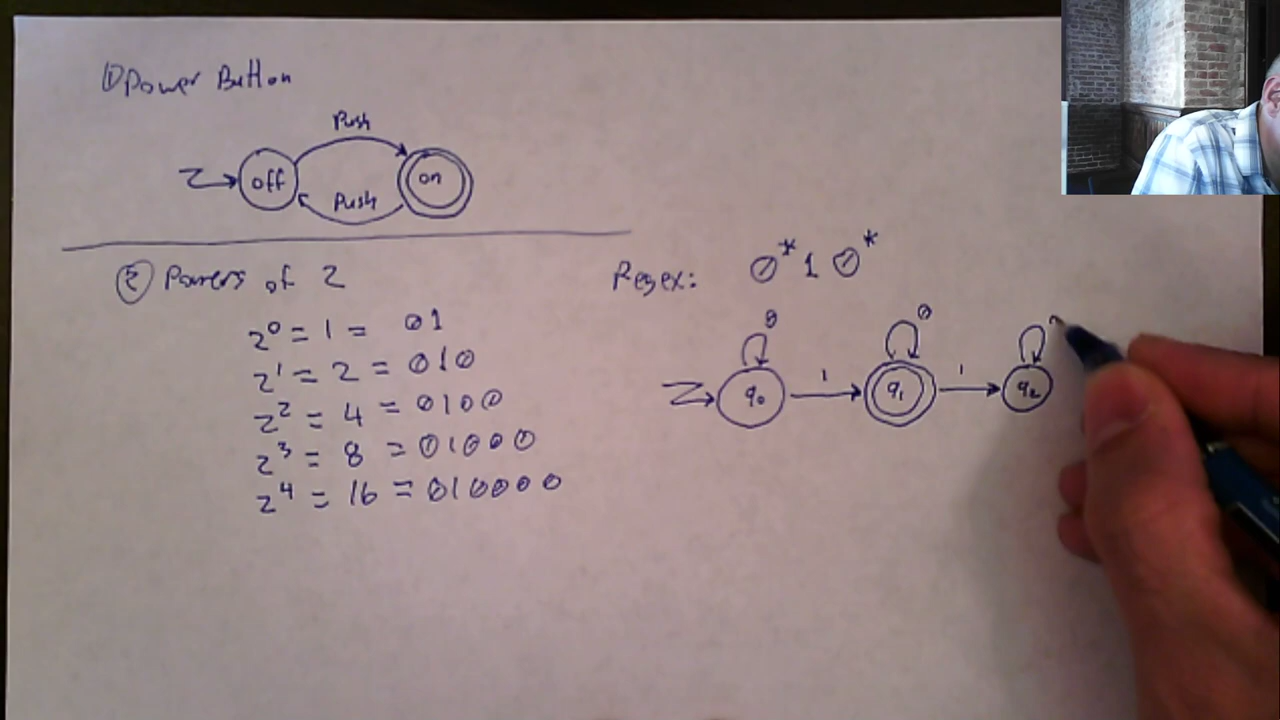 ① Power Button
Push
off
on
Push
② Powers of 2
2⁰ = 1 = 01
2¹ = 2 = 010
2² = 4 = 0100
2³ = 8 = 01000
2⁴ = 16 = 010000
Regex: 0* 1 0*
0 0
1 1
q₀ q₁ q₂